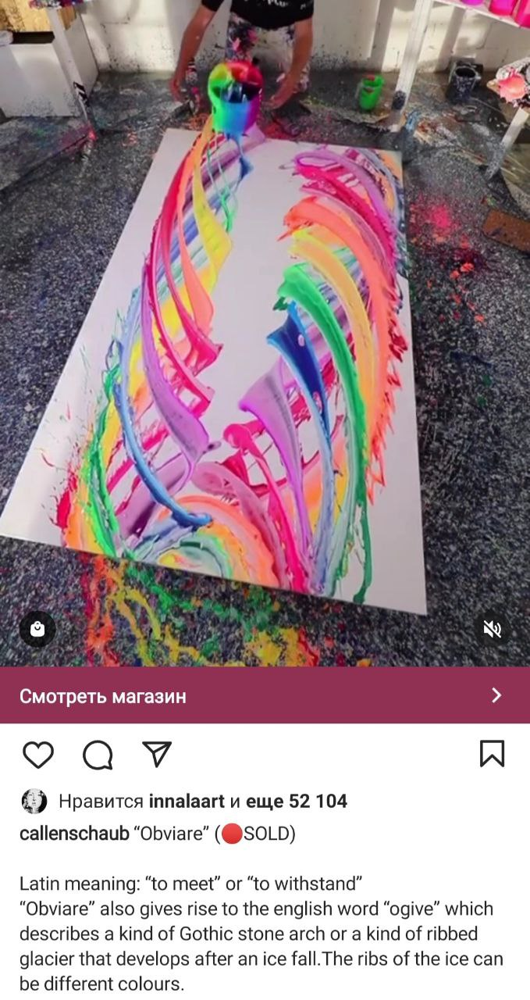 Смотреть магазин
Нравится innalaart и еще 52 104
callenschaub “Obviare” (🔴SOLD)
Latin meaning: “to meet” or “to withstand”
“Obviare” also gives rise to the english word “ogive” which
describes a kind of Gothic stone arch or a kind of ribbed
glacier that develops after an ice fall.The ribs of the ice can
be different colours.